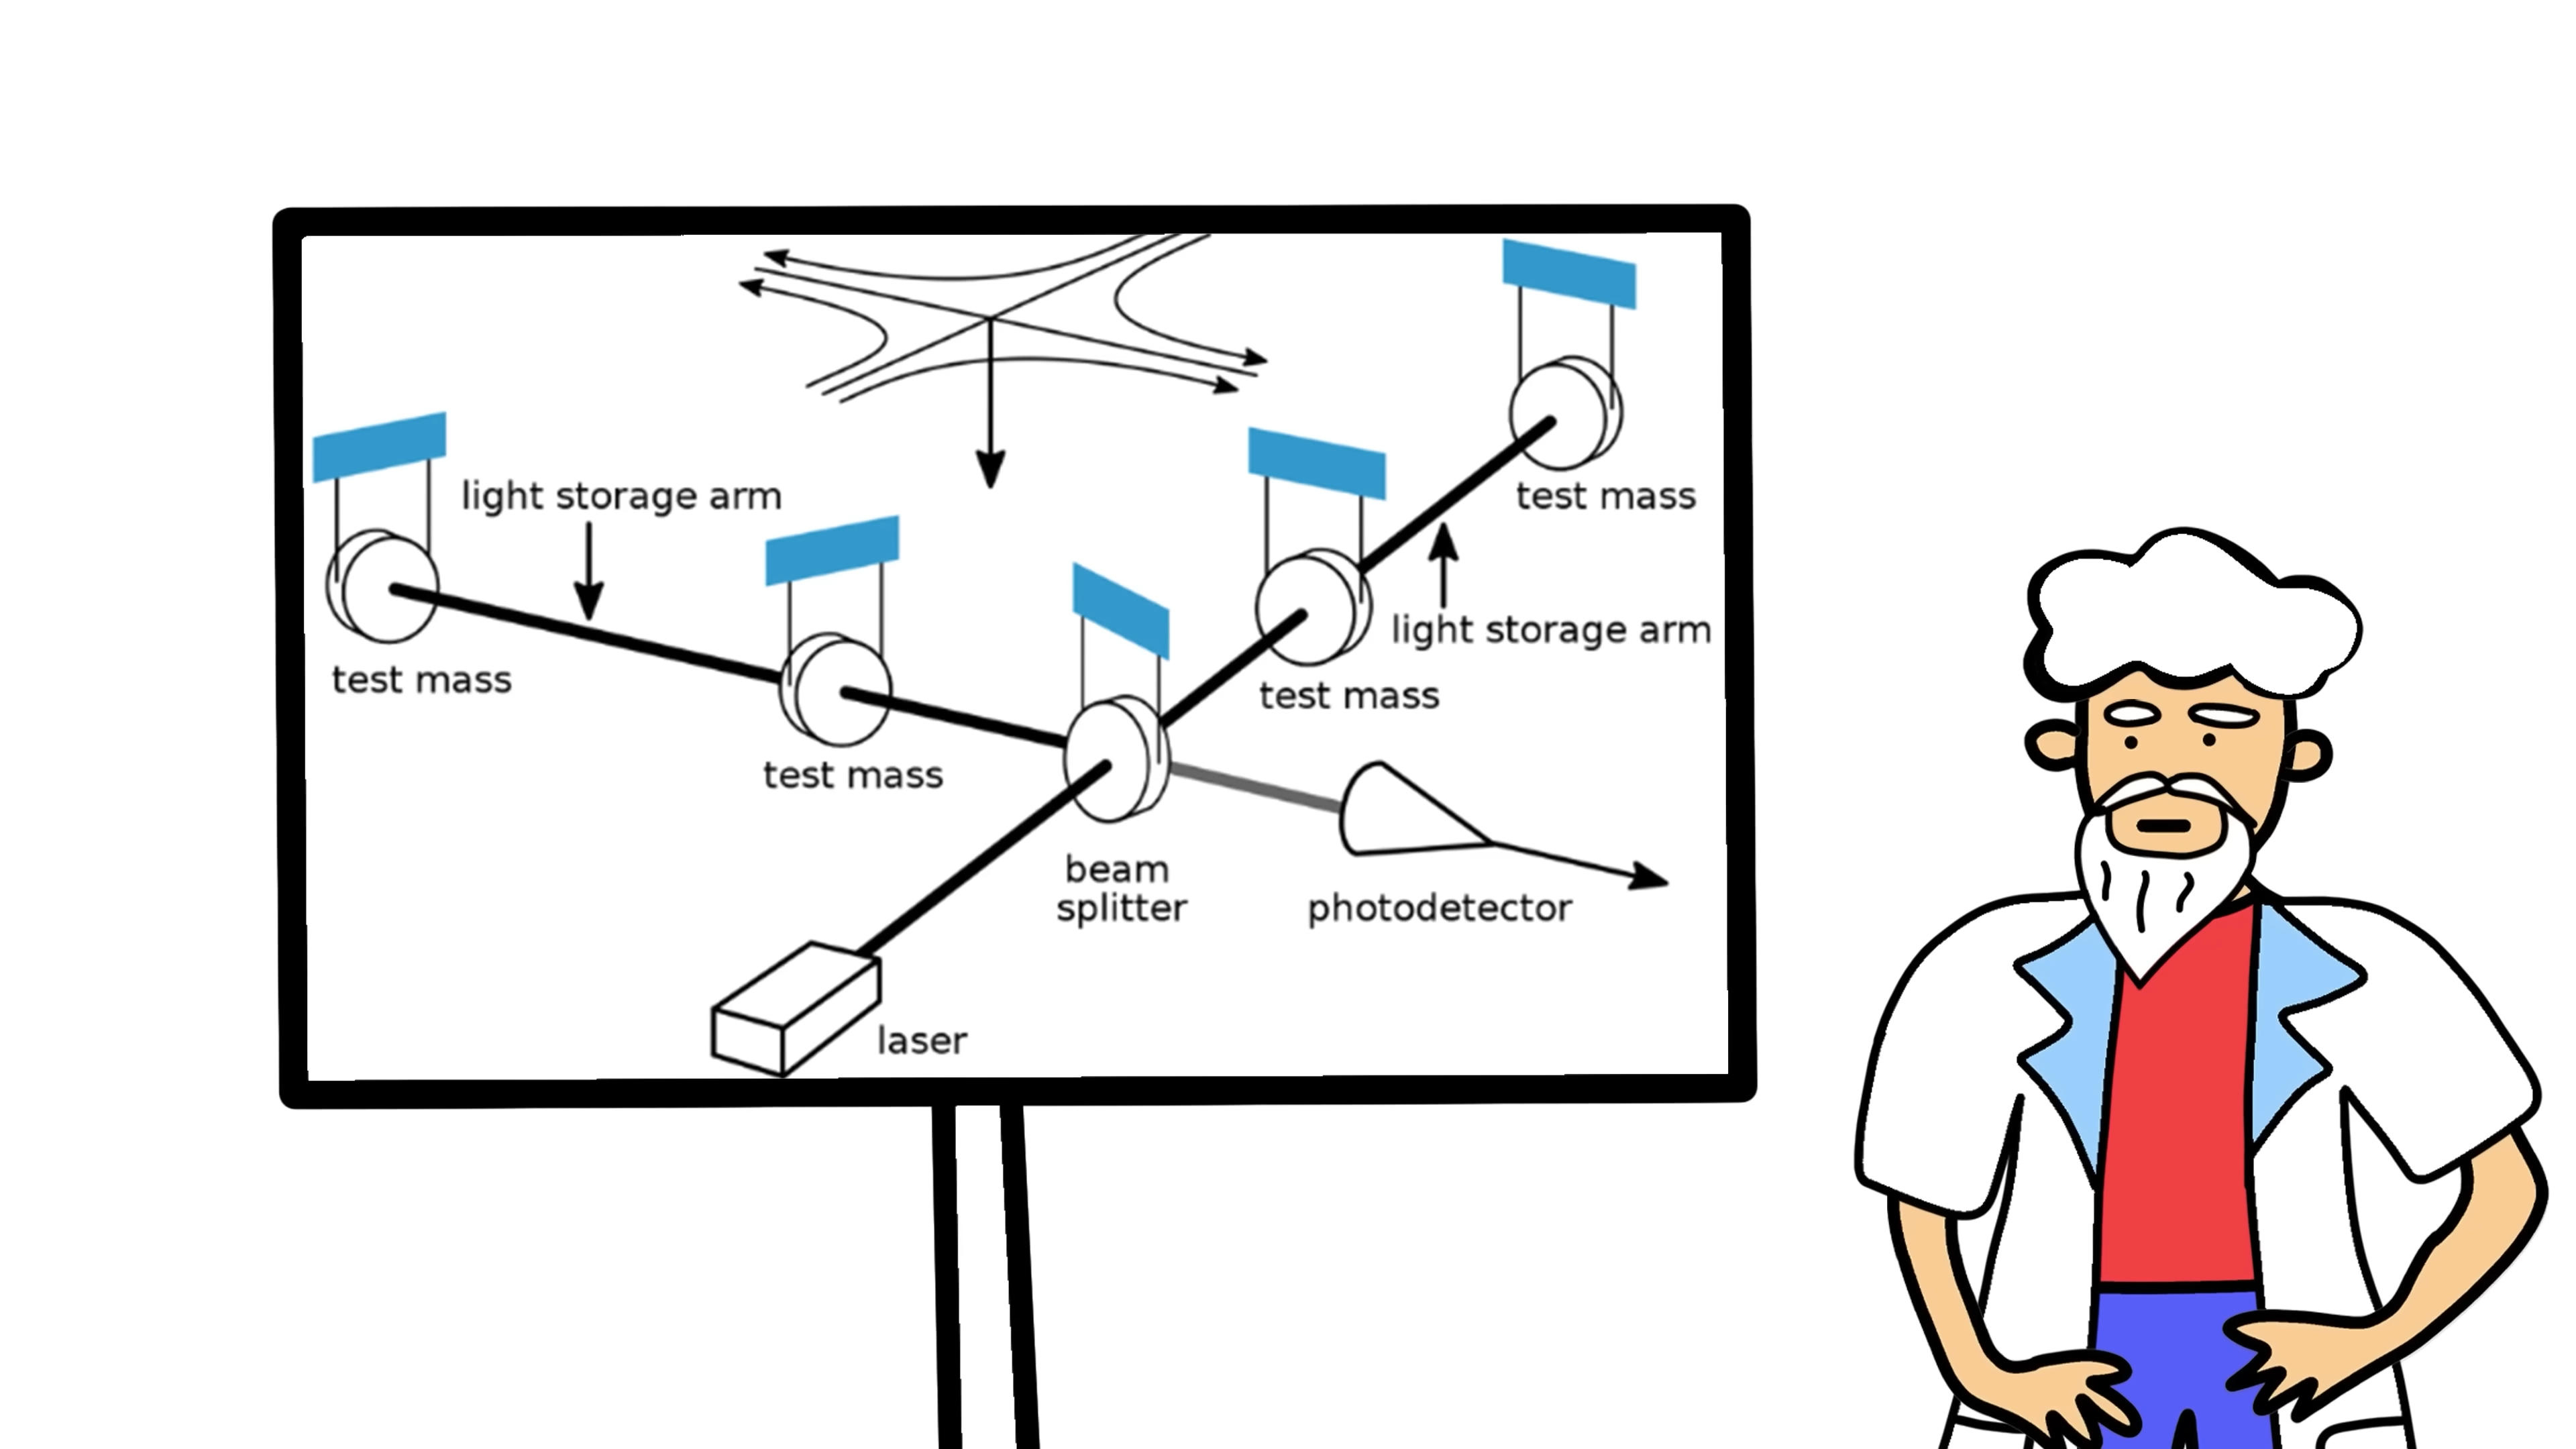 light storage arm
test mass
light storage arm
test mass
test mass
test mass
beam
splitter
photodetector
laser